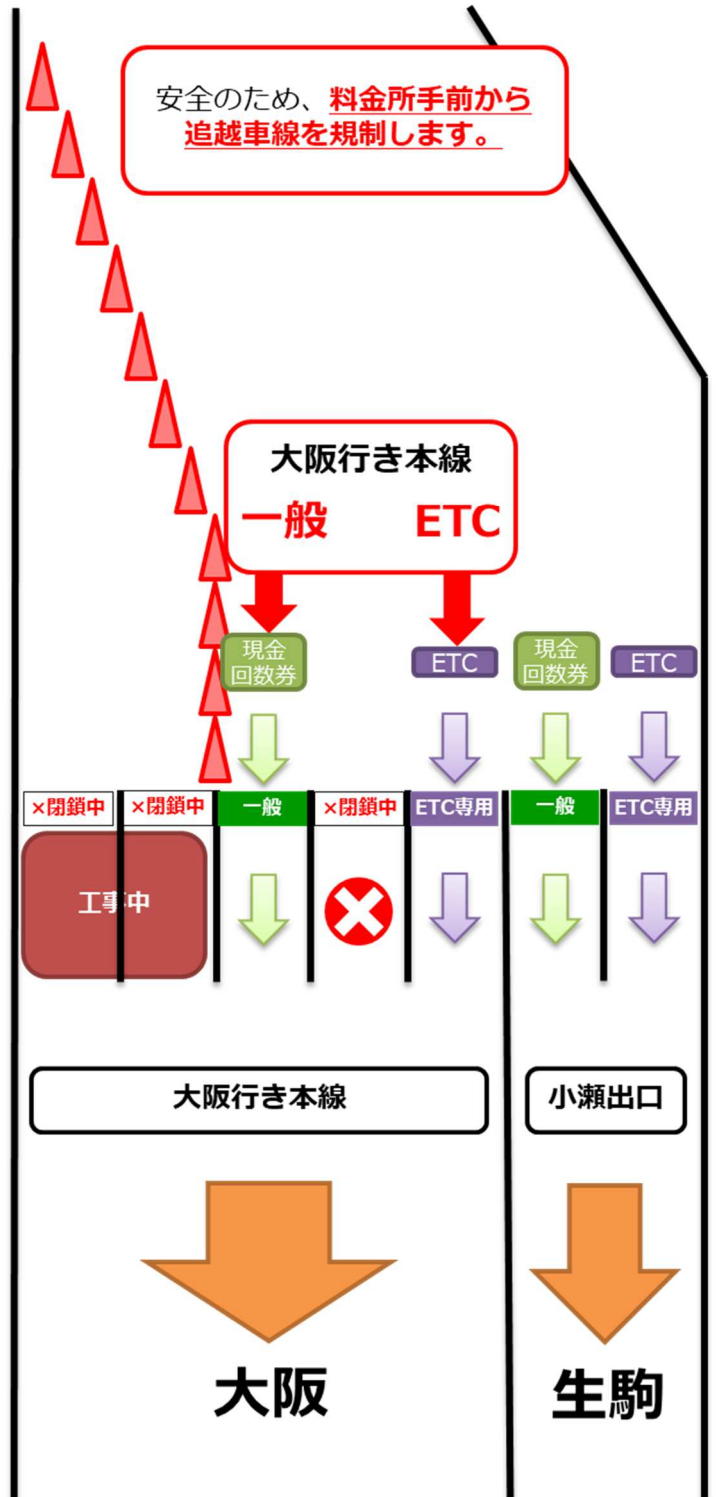 安全のため、料金所手前から
追越車線を規制します。
大阪行き本線
一般 ETC
現金
回数券
ETC
現金
回数券
ETC
×閉鎖中
×閉鎖中
一般
×閉鎖中
ETC専用
一般
ETC専用
工事中
大阪行き本線
小瀬出口
大阪
生駒